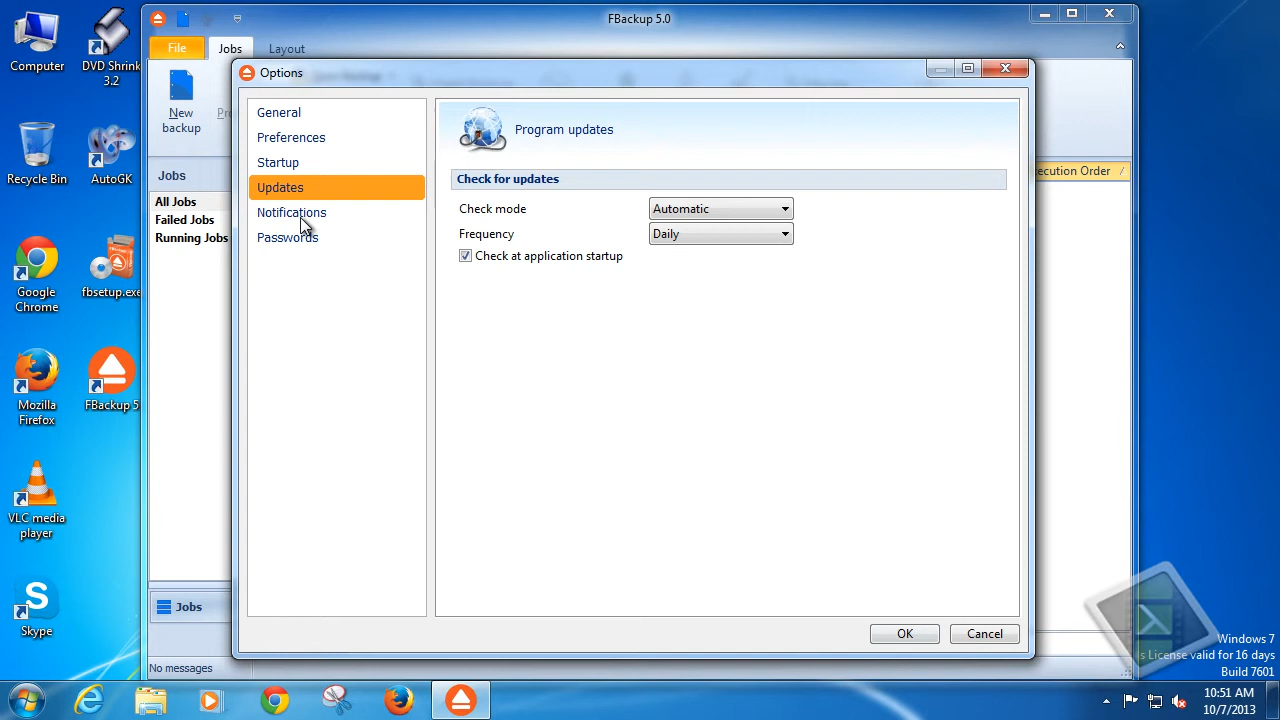 FBackup 5.0
File
Jobs
Layout
New
backup
Options
General
Preferences
Startup
Updates
Notifications
Passwords
Program updates
Check for updates
Check mode
Automatic
Frequency
Daily
Check at application startup
OK
Cancel
Jobs
All Jobs
Failed Jobs
Running Jobs
ecution Order
Jobs
No messages
Computer
DVD Shrink
3.2
Recycle Bin
AutoGK
Google
Chrome
fbsetup.exe
Mozilla
Firefox
FBackup 5
VLC media
player
Skype
Windows 7
s License valid for 16 days
Build 7601
10:51 AM
10/7/2013